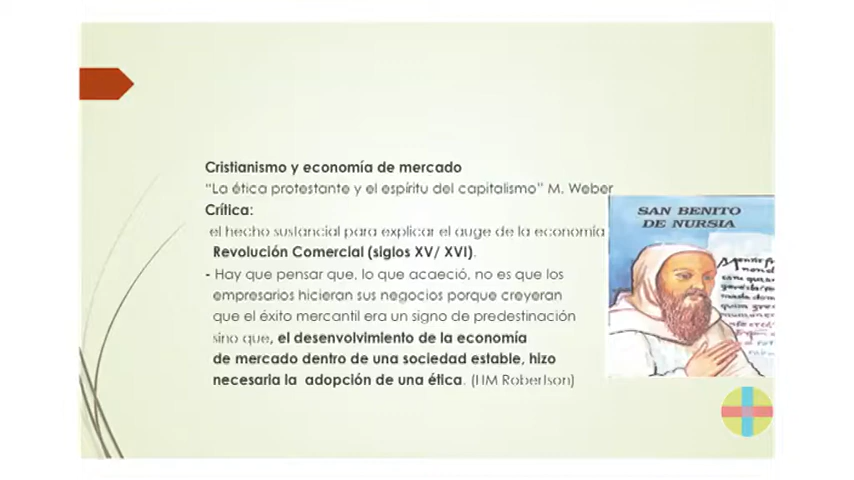 Cristianismo y economía de mercado
"La ética protestante y el espíritu del capitalismo" M. Weber
Crítica:
el hecho sustancial para explicar el auge de la economía
Revolución Comercial (siglos XV/ XVI).
- Hay que pensar que, lo que acaeció, no es que los
empresarios hicieran sus negocios porque creyeran
que el éxito mercantil era un signo de predestinación
sino que, el desenvolvimiento de la economía
de mercado dentro de una sociedad estable, hizo
necesaria la adopción de una ética. (HM Robertson)
SAN BENITO
DE NURSIA